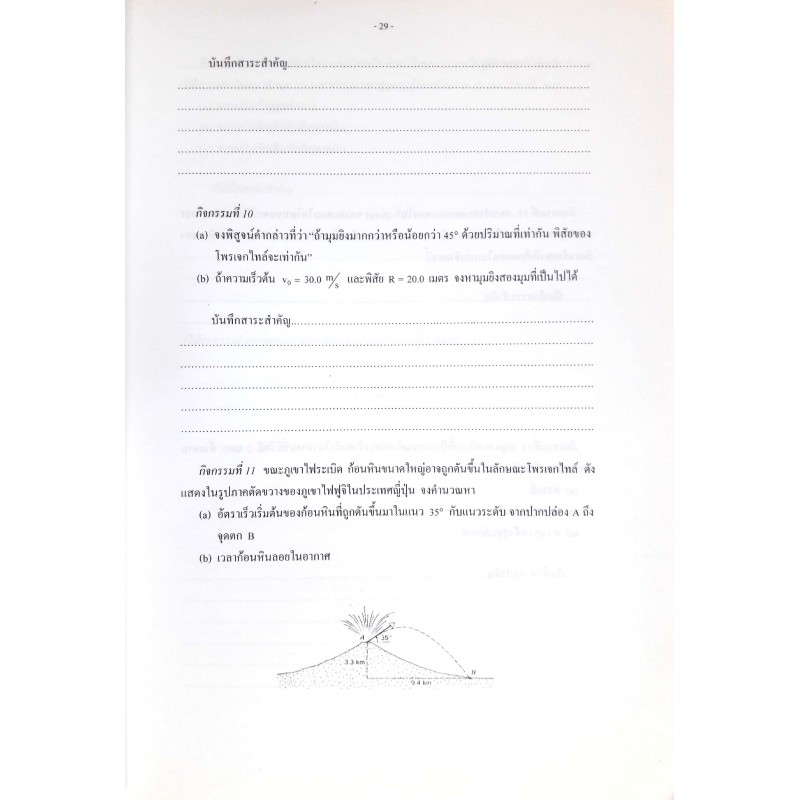 - 29 -
บันทึกสาระสำคัญ
กิจกรรมที่ 10
(a) จงพิสูจน์คำกล่าวที่ว่า “ถ้ามุมยิงมากกว่าหรือน้อยกว่า 45° ด้วยปริมาณที่เท่ากัน พิสัยของ
โพรเจกไทล์จะเท่ากัน”
(b) ถ้าความเร็วต้น v₀ = 30.0 m/s และพิสัย R = 20.0 เมตร จงหามุมยิงสองมุมที่เป็นไปได้
บันทึกสาระสำคัญ
กิจกรรมที่ 11 ขณะภูเขาไฟระเบิด ก้อนหินขนาดใหญ่อาจถูกดันขึ้นในลักษณะโพรเจกไทล์ ดัง
แสดงในรูปภาคตัดขวางของภูเขาไฟฟูจิในประเทศญี่ปุ่น จงคำนวณหา
(a) อัตราเร็วเริ่มต้นของก้อนหินที่ถูกดันขึ้นมาในแนว 35° กับแนวระดับ จากปากปล่อง A ถึง
จุดตก B
(b) เวลาก้อนหินลอยในอากาศ
A 35°
3.3 km
B
9.4 km